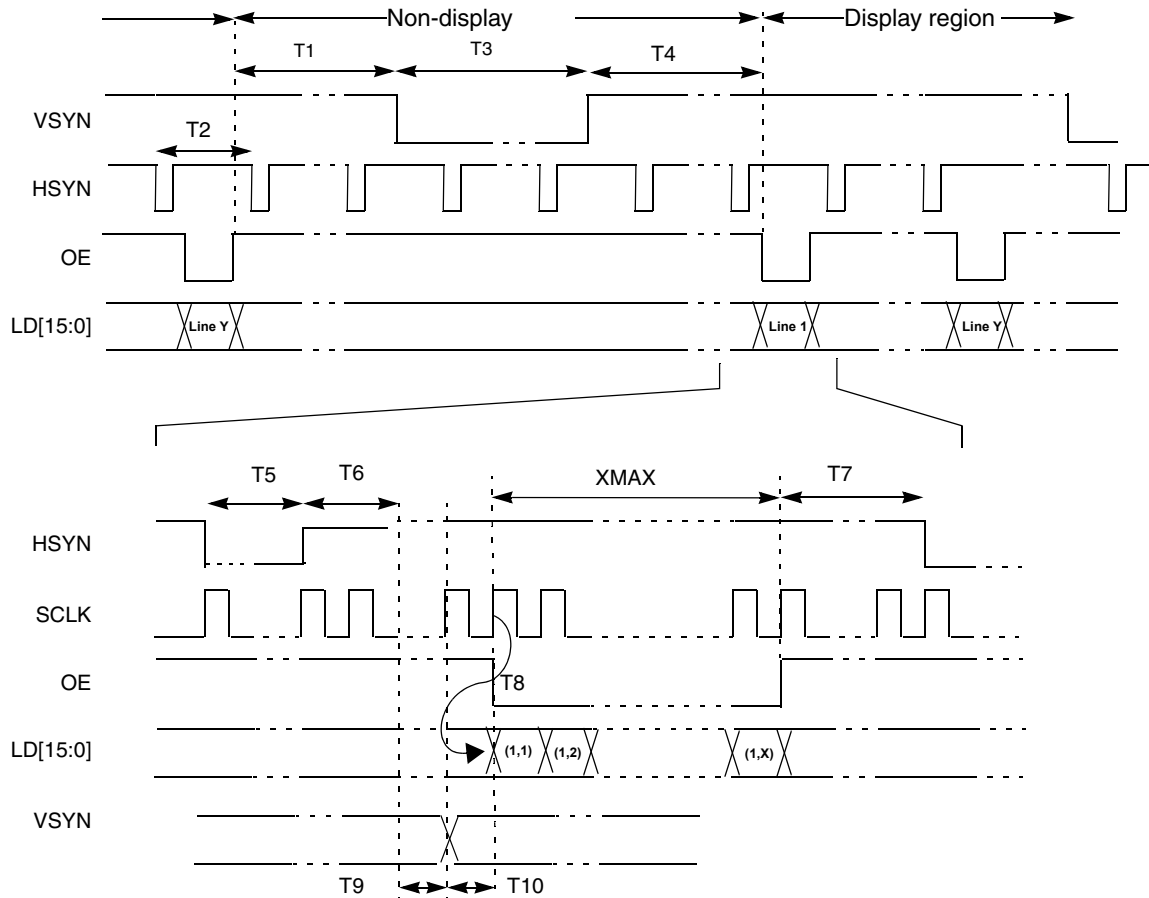 Non-display
Display region
T1
T3
T4
VSYN
T2
HSYN
OE
LD[15:0]
Line Y
Line 1
Line Y
T5
T6
XMAX
T7
HSYN
SCLK
OE
T8
LD[15:0]
(1,1)
(1,2)
(1,X)
VSYN
T9
T10